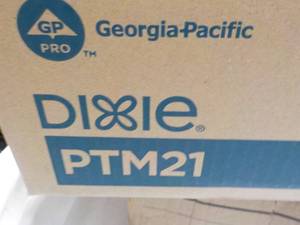 GP
PRO
™
Georgia-Pacific
DIXIE®
PTM21